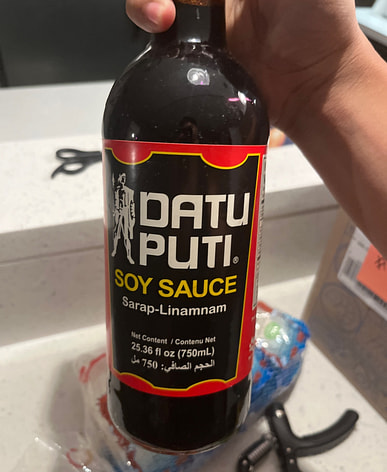 DATU
PUTI®
SOY SAUCE
Sarap-Linamnam
Net Content / Contenu Net
25.36 fl oz (750mL)
الحجم الصافي: 750 مل